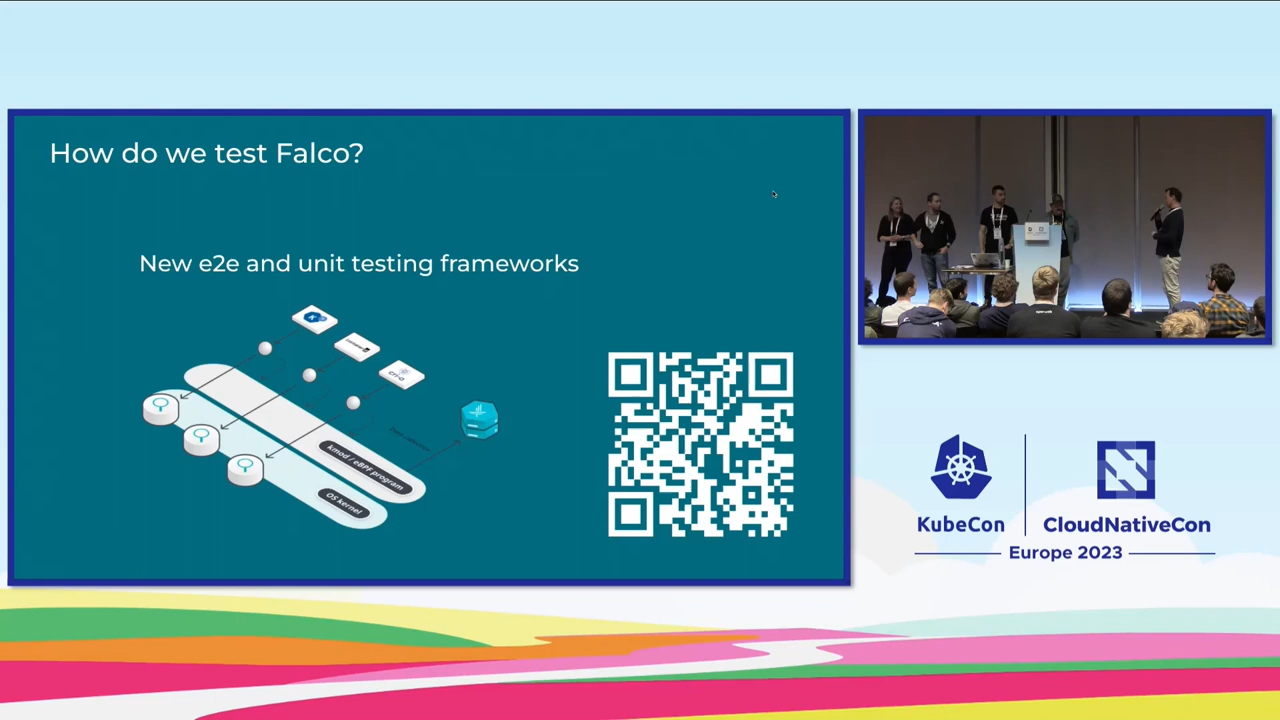 How do we test Falco?
New e2e and unit testing frameworks
cri-o
kmod / eBPF program
OS kernel
KubeCon
CloudNativeCon
Europe 2023